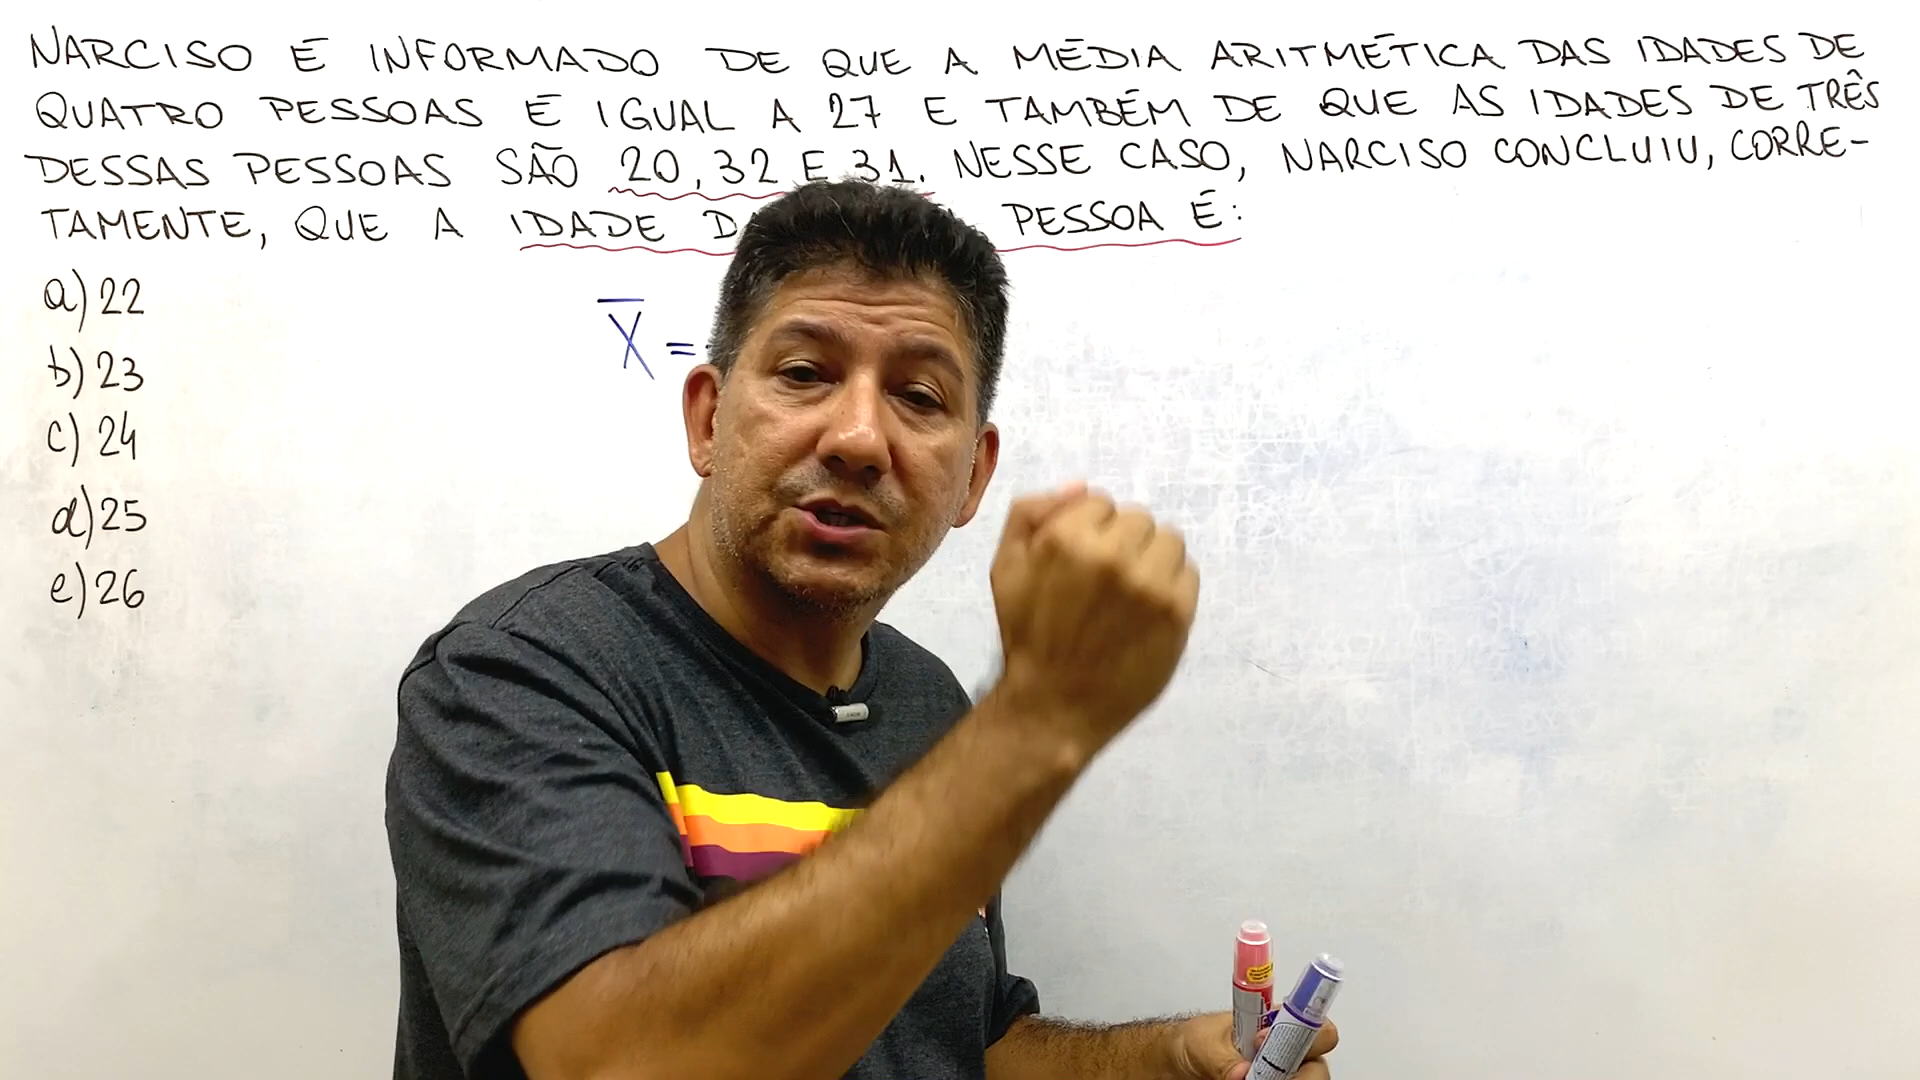 NARCISO É INFORMADO DE QUE A MÉDIA ARITMÉTICA DAS IDADES DE
QUATRO PESSOAS É IGUAL A 27 E TAMBÉM DE QUE AS IDADES DE TRÊS
DESSAS PESSOAS SÃO 20, 32 E 31. NESSE CASO, NARCISO CONCLUIU, CORRE-
TAMENTE, QUE A IDADE PESSOA É:
a) 22
b) 23
c) 24
d) 25
e) 26
X̅ =